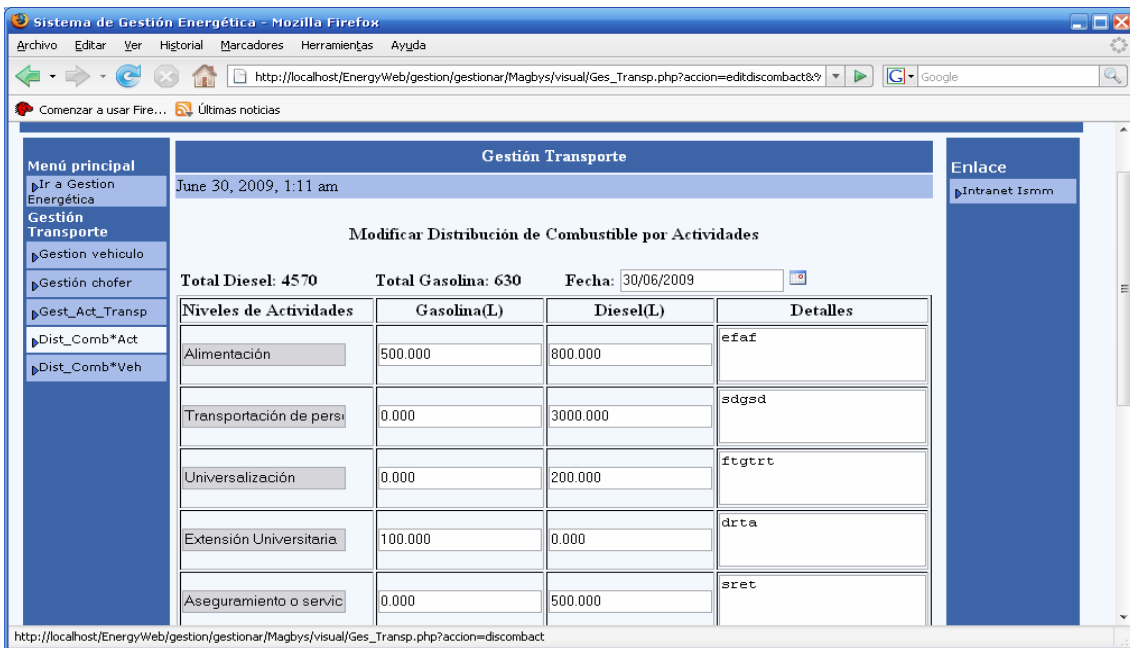 Sistema de Gestión Energética - Mozilla Firefox
Archivo Editar Ver Historial Marcadores Herramientas Ayuda
http://localhost/EnergyWeb/gestion/gestionar/Magbys/visual/Ges_Transp.php?accion=editdiscombact&9 G Google
Comenzar a usar Fire... Últimas noticias
Menú principal
Ir a Gestion
Energética
Gestión
Transporte
Gestion vehiculo
Gestión chofer
Gest_Act_Transp
Dist_Comb*Act
Dist_Comb*Veh
Gestión Transporte
June 30, 2009, 1:11 am
Modificar Distribución de Combustible por Actividades
Total Diesel: 4570 Total Gasolina: 630 Fecha: 30/06/2009
Niveles de Actividades Gasolina(L) Diesel(L) Detalles
Alimentación 500.000 800.000 efaf
Transportación de pers 0.000 3000.000 sdgsd
Universalización 0.000 200.000 ftgtrt
Extensión Universitaria 100.000 0.000 drta
Aseguramiento o servic 0.000 500.000 sret
Enlace
Intranet Ismm
http://localhost/EnergyWeb/gestion/gestionar/Magbys/visual/Ges_Transp.php?accion=discombact